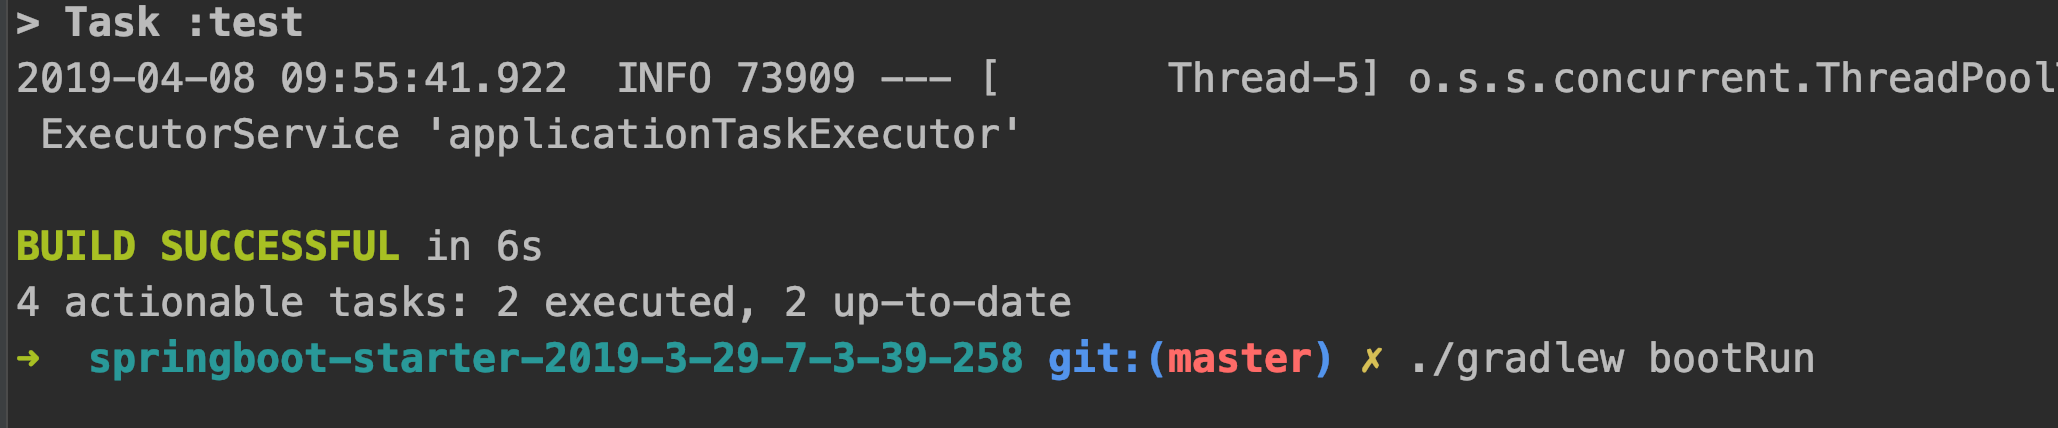 > Task :test
2019-04-08 09:55:41.922  INFO 73909 --- [       Thread-5] o.s.s.concurrent.ThreadPoolT
ExecutorService 'applicationTaskExecutor'
BUILD SUCCESSFUL in 6s
4 actionable tasks: 2 executed, 2 up-to-date
➜  springboot-starter-2019-3-29-7-3-39-258 git:(master) ✗ ./gradlew bootRun